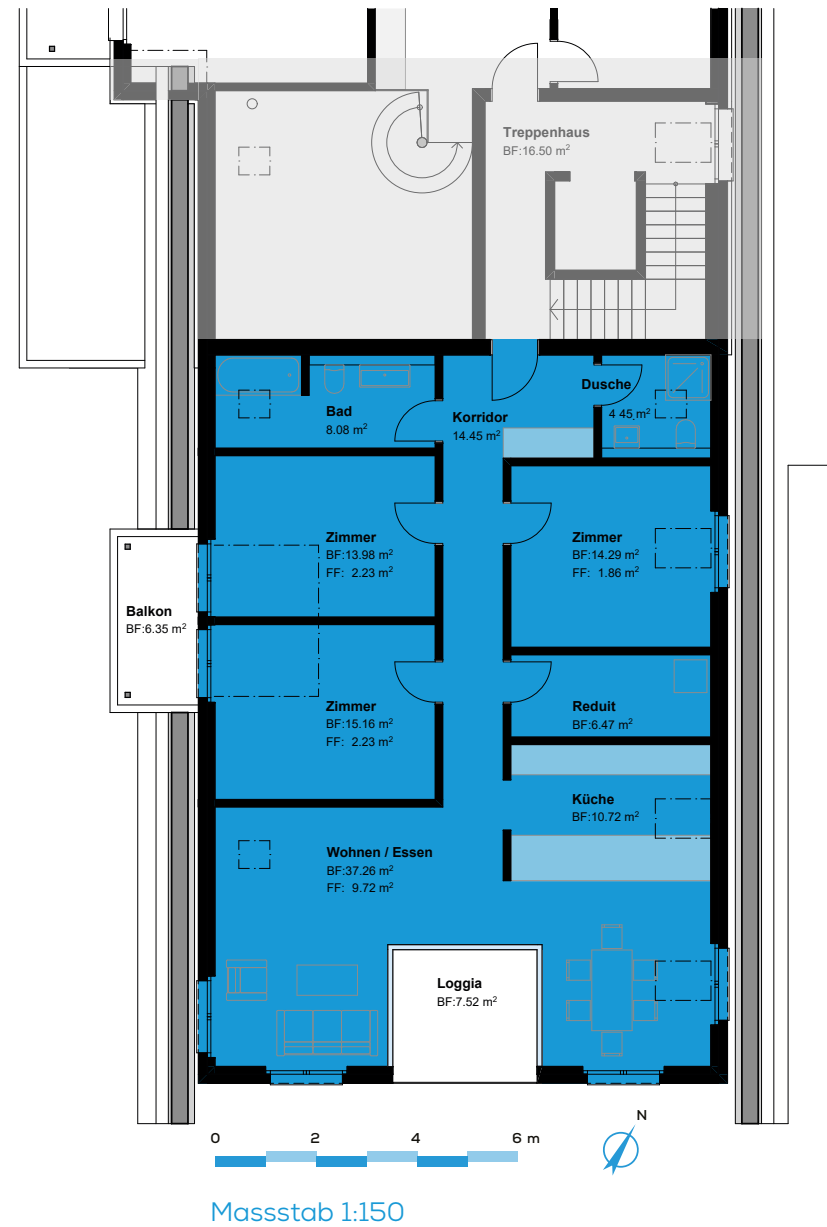 Treppenhaus
BF:16.50 m²
Bad
8.08 m²
Korridor
14.45 m²
Dusche
4 45 m²
Zimmer
BF:13.98 m²
FF: 2.23 m²
Zimmer
BF:14.29 m²
FF: 1.86 m²
Balkon
BF:6.35 m²
Zimmer
BF:15.16 m²
FF: 2.23 m²
Reduit
BF:6.47 m²
Küche
BF:10.72 m²
Wohnen / Essen
BF:37.26 m²
FF: 9.72 m²
Loggia
BF:7.52 m²
0 2 4 6 m
N
Massstab 1:150